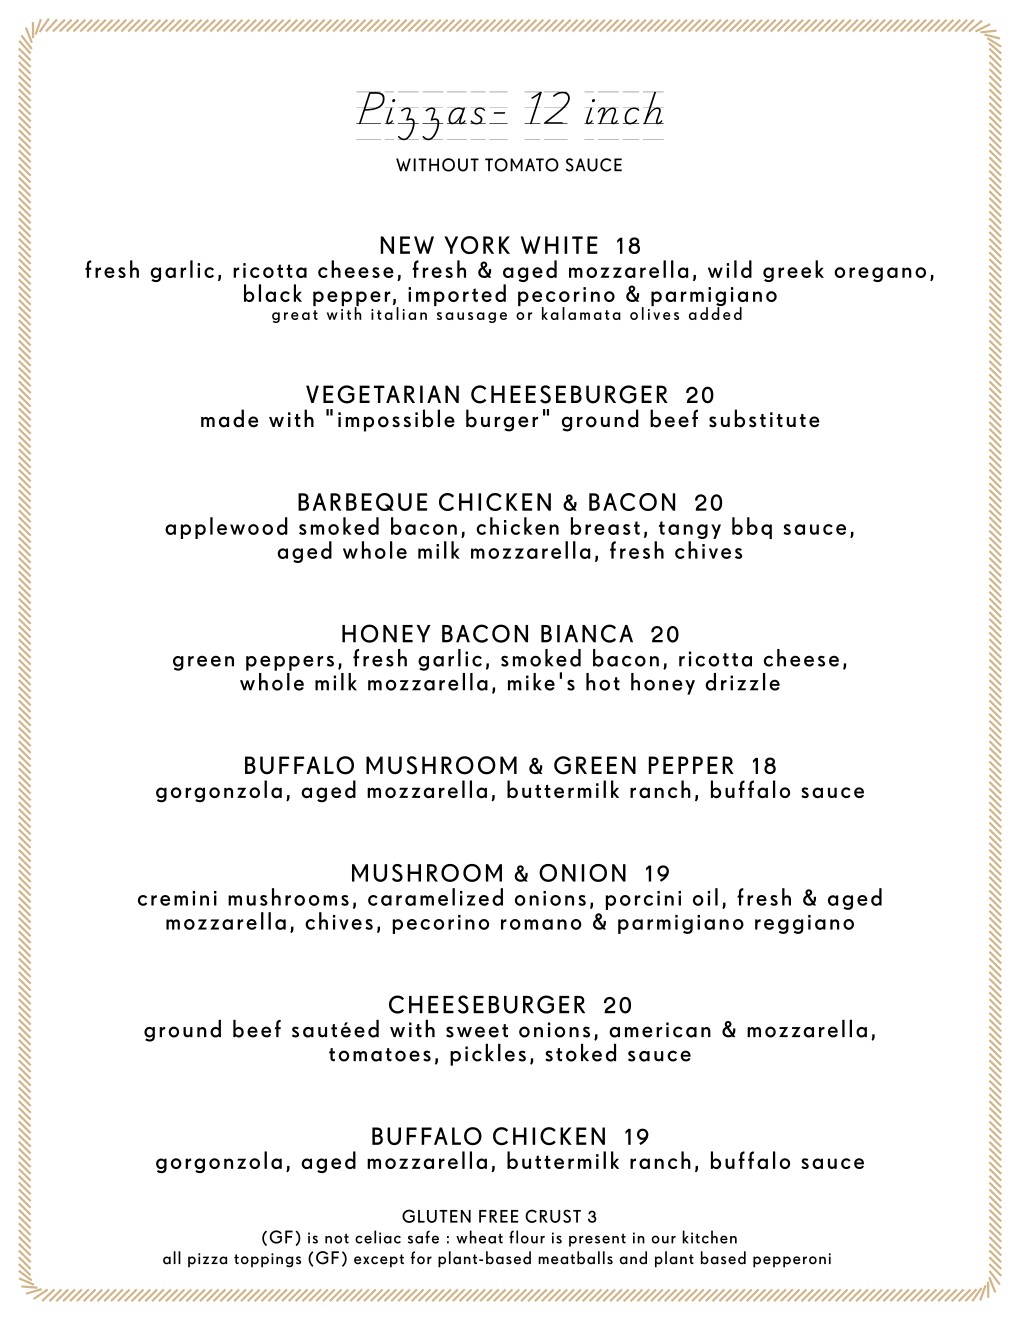 Pizzas- 12 inch
WITHOUT TOMATO SAUCE
NEW YORK WHITE 18
fresh garlic, ricotta cheese, fresh & aged mozzarella, wild greek oregano,
black pepper, imported pecorino & parmigiano
great with italian sausage or kalamata olives added
VEGETARIAN CHEESEBURGER 20
made with "impossible burger" ground beef substitute
BARBEQUE CHICKEN & BACON 20
applewood smoked bacon, chicken breast, tangy bbq sauce,
aged whole milk mozzarella, fresh chives
HONEY BACON BIANCA 20
green peppers, fresh garlic, smoked bacon, ricotta cheese,
whole milk mozzarella, mike's hot honey drizzle
BUFFALO MUSHROOM & GREEN PEPPER 18
gorgonzola, aged mozzarella, buttermilk ranch, buffalo sauce
MUSHROOM & ONION 19
cremini mushrooms, caramelized onions, porcini oil, fresh & aged
mozzarella, chives, pecorino romano & parmigiano reggiano
CHEESEBURGER 20
ground beef sautéed with sweet onions, american & mozzarella,
tomatoes, pickles, stoked sauce
BUFFALO CHICKEN 19
gorgonzola, aged mozzarella, buttermilk ranch, buffalo sauce
GLUTEN FREE CRUST 3
(GF) is not celiac safe : wheat flour is present in our kitchen
all pizza toppings (GF) except for plant-based meatballs and plant based pepperoni